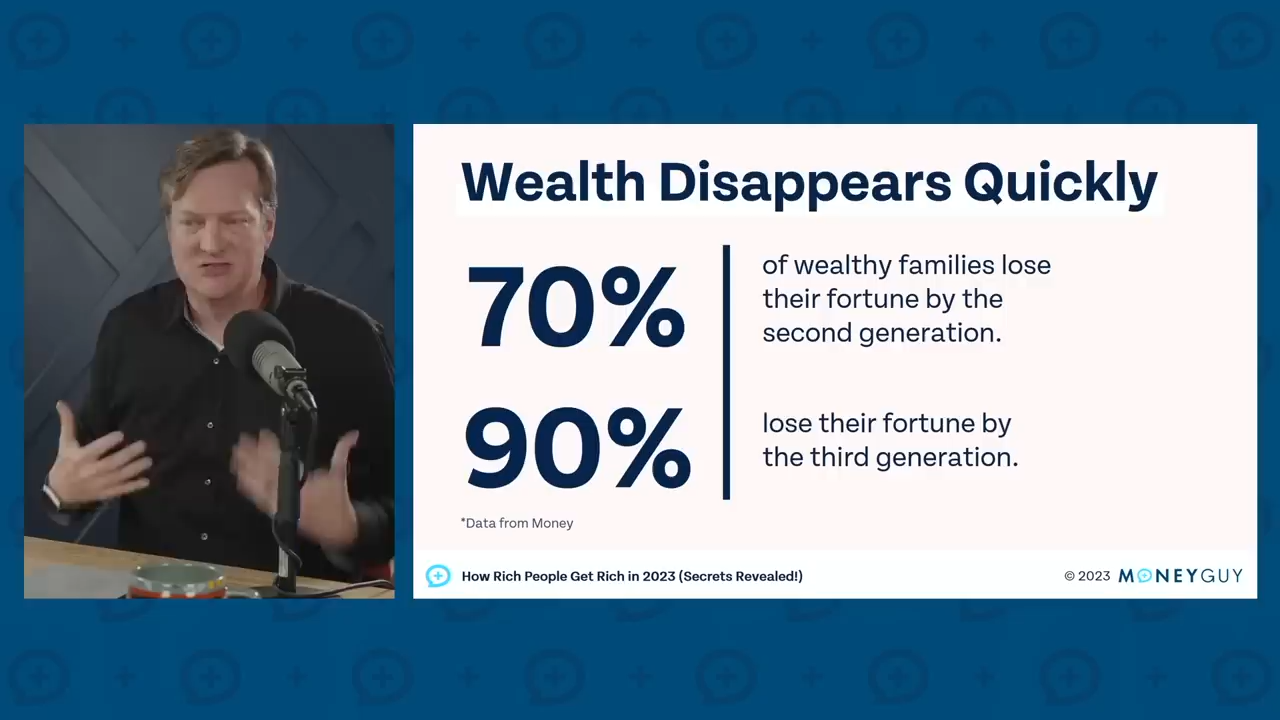 Wealth Disappears Quickly
70%
of wealthy families lose
their fortune by the
second generation.
90%
lose their fortune by
the third generation.
*Data from Money
How Rich People Get Rich in 2023 (Secrets Revealed!)
© 2023 MONEYGUY